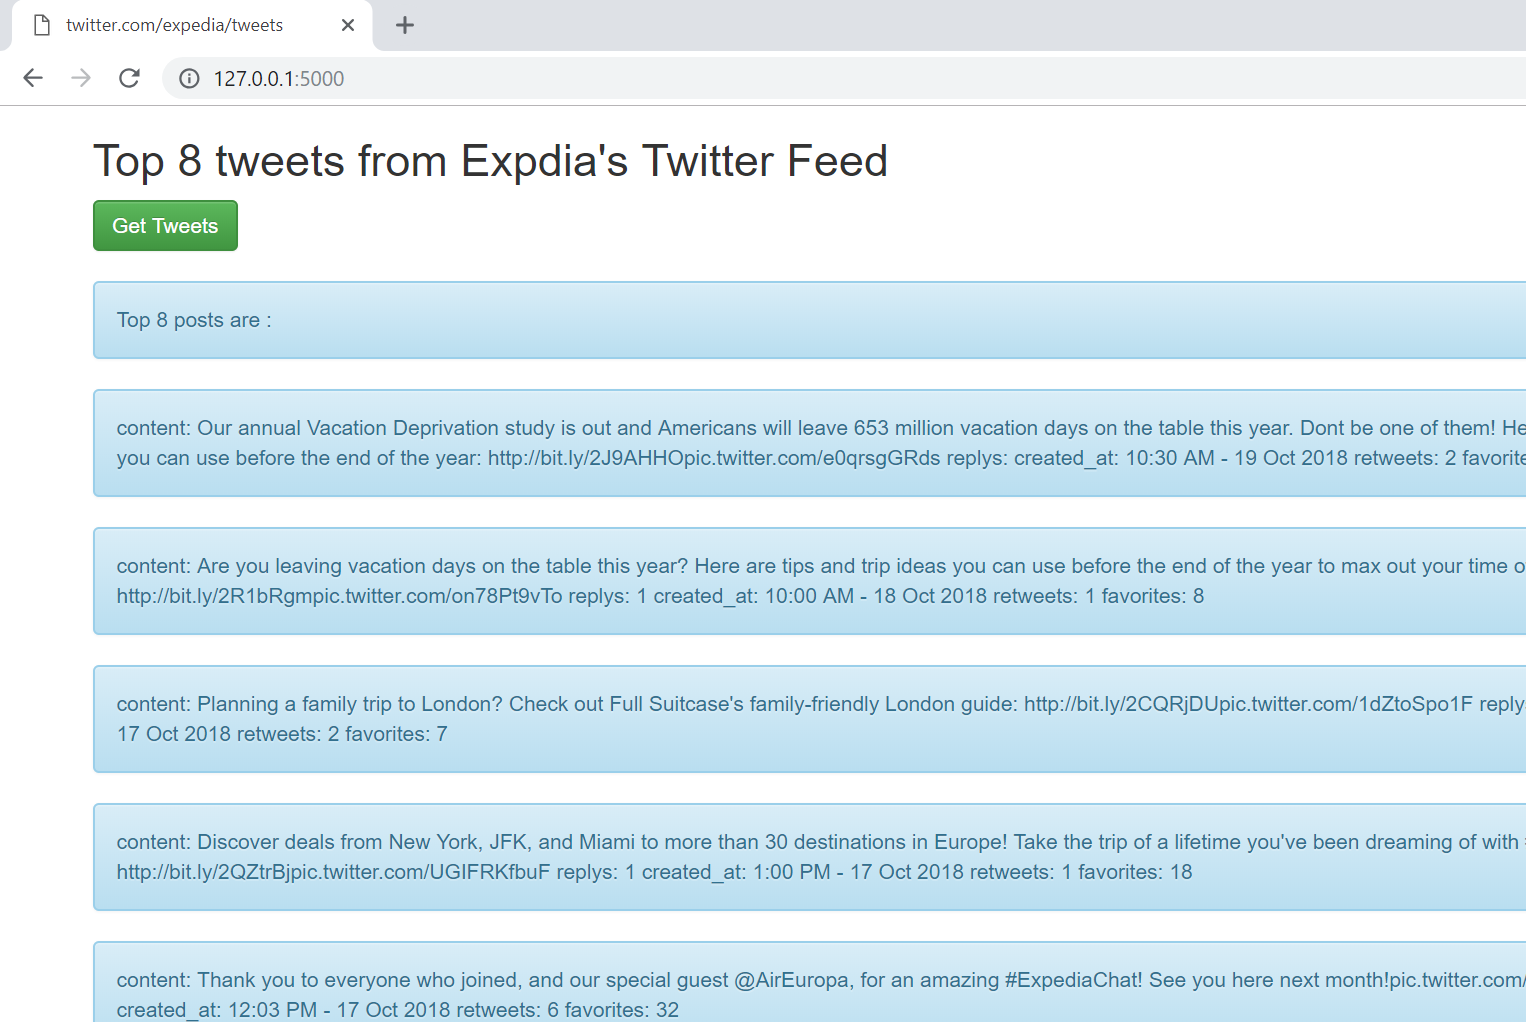 twitter.com/expedia/tweets
127.0.0.1:5000
Top 8 tweets from Expdia's Twitter Feed
Get Tweets
Top 8 posts are :
content: Our annual Vacation Deprivation study is out and Americans will leave 653 million vacation days on the table this year. Dont be one of them! He
you can use before the end of the year: http://bit.ly/2J9AHHOpic.twitter.com/e0qrsgGRds replys: created_at: 10:30 AM - 19 Oct 2018 retweets: 2 favorite
content: Are you leaving vacation days on the table this year? Here are tips and trip ideas you can use before the end of the year to max out your time o
http://bit.ly/2R1bRgmpic.twitter.com/on78Pt9vTo replys: 1 created_at: 10:00 AM - 18 Oct 2018 retweets: 1 favorites: 8
content: Planning a family trip to London? Check out Full Suitcase's family-friendly London guide: http://bit.ly/2CQRjDUpic.twitter.com/1dZtoSpo1F reply
17 Oct 2018 retweets: 2 favorites: 7
content: Discover deals from New York, JFK, and Miami to more than 30 destinations in Europe! Take the trip of a lifetime you've been dreaming of with
http://bit.ly/2QZtrBjpic.twitter.com/UGIFRKfbuF replys: 1 created_at: 1:00 PM - 17 Oct 2018 retweets: 1 favorites: 18
content: Thank you to everyone who joined, and our special guest @AirEuropa, for an amazing #ExpediaChat! See you here next month!pic.twitter.com/
created_at: 12:03 PM - 17 Oct 2018 retweets: 6 favorites: 32